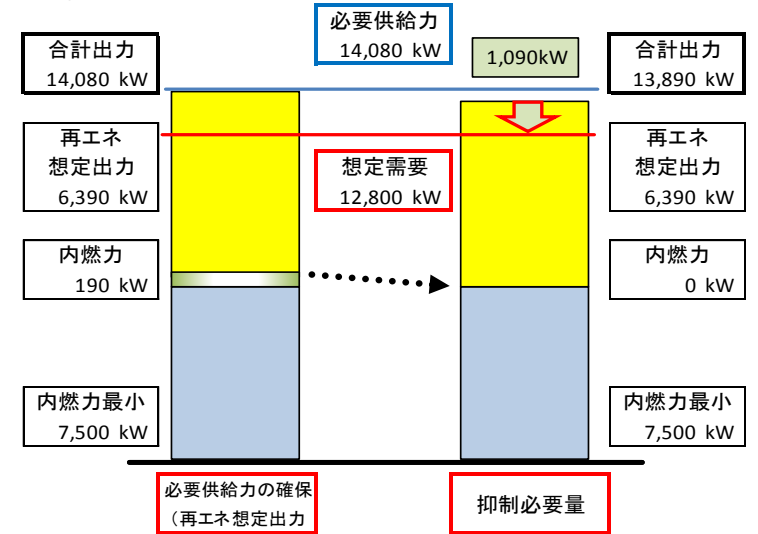 必要供給力
14,080 kW
合計出力
14,080 kW
1,090kW
合計出力
13,890 kW
再エネ
想定出力
6,390 kW
想定需要
12,800 kW
再エネ
想定出力
6,390 kW
内燃力
190 kW
内燃力
0 kW
内燃力最小
7,500 kW
内燃力最小
7,500 kW
必要供給力の確保
（再エネ想定出力
抑制必要量